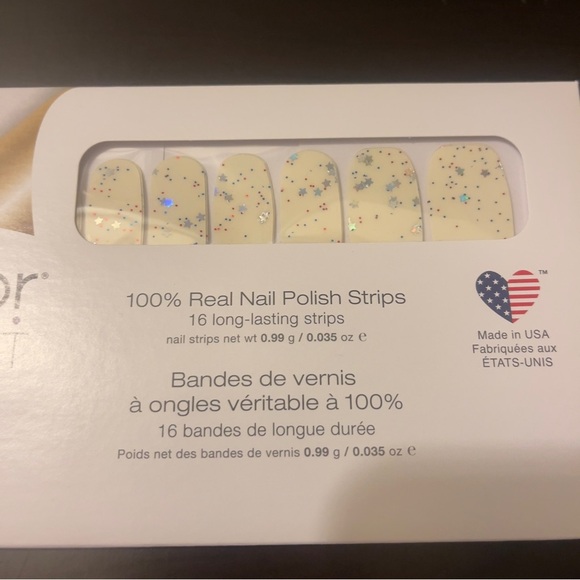 or®
T
100% Real Nail Polish Strips
16 long-lasting strips
nail strips net wt 0.99 g / 0.035 oz e
Bandes de vernis
à ongles véritable à 100%
16 bandes de longue durée
Poids net des bandes de vernis 0.99 g / 0.035 oz e
TM
Made in USA
Fabriquées aux
ÉTATS-UNIS